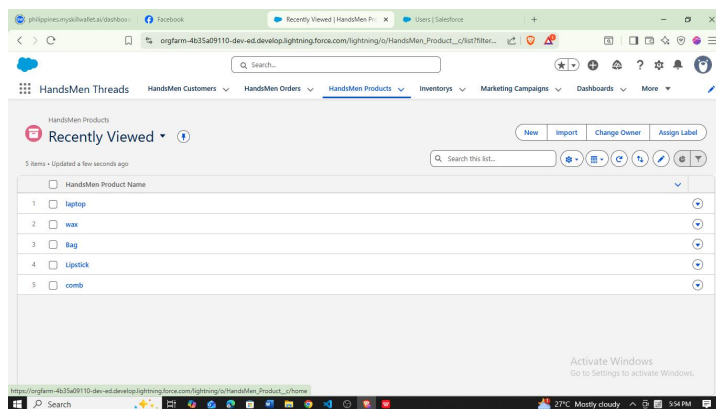 philippines.myskillwallet.ai/dashboa
Facebook
Recently Viewed | HandsMen Pro
Users | Salesforce
orgfarm-4b35a09110-dev-ed.develop.lightning.force.com/lightning/o/HandsMen_Product__c/list?filter...
Search...
HandsMen Threads
HandsMen Customers
HandsMen Orders
HandsMen Products
Inventorys
Marketing Campaigns
Dashboards
More
HandsMen Products
Recently Viewed
New
Import
Change Owner
Assign Label
5 items • Updated a few seconds ago
Search this list...
HandsMen Product Name
1 laptop
2 wax
3 Bag
4 Lipstick
5 comb
Activate Windows
Go to Settings to activate Windows.
https://orgfarm-4b35a09110-dev-ed.develop.lightning.force.com/lightning/o/HandsMen_Product__c/home
Search
27°C Mostly cloudy
5:54 PM